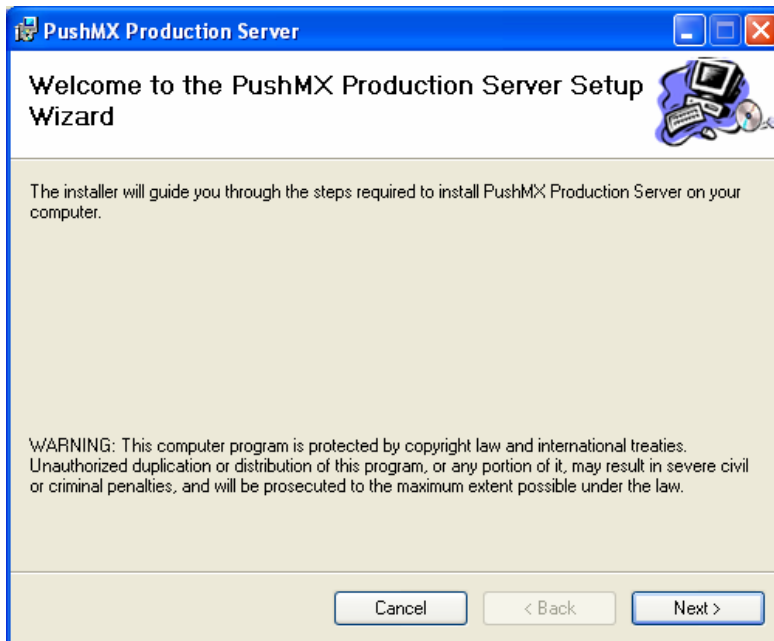 PushMX Production Server
Welcome to the PushMX Production Server Setup
Wizard
The installer will guide you through the steps required to install PushMX Production Server on your
computer.
WARNING: This computer program is protected by copyright law and international treaties.
Unauthorized duplication or distribution of this program, or any portion of it, may result in severe civil
or criminal penalties, and will be prosecuted to the maximum extent possible under the law.
Cancel
< Back
Next >